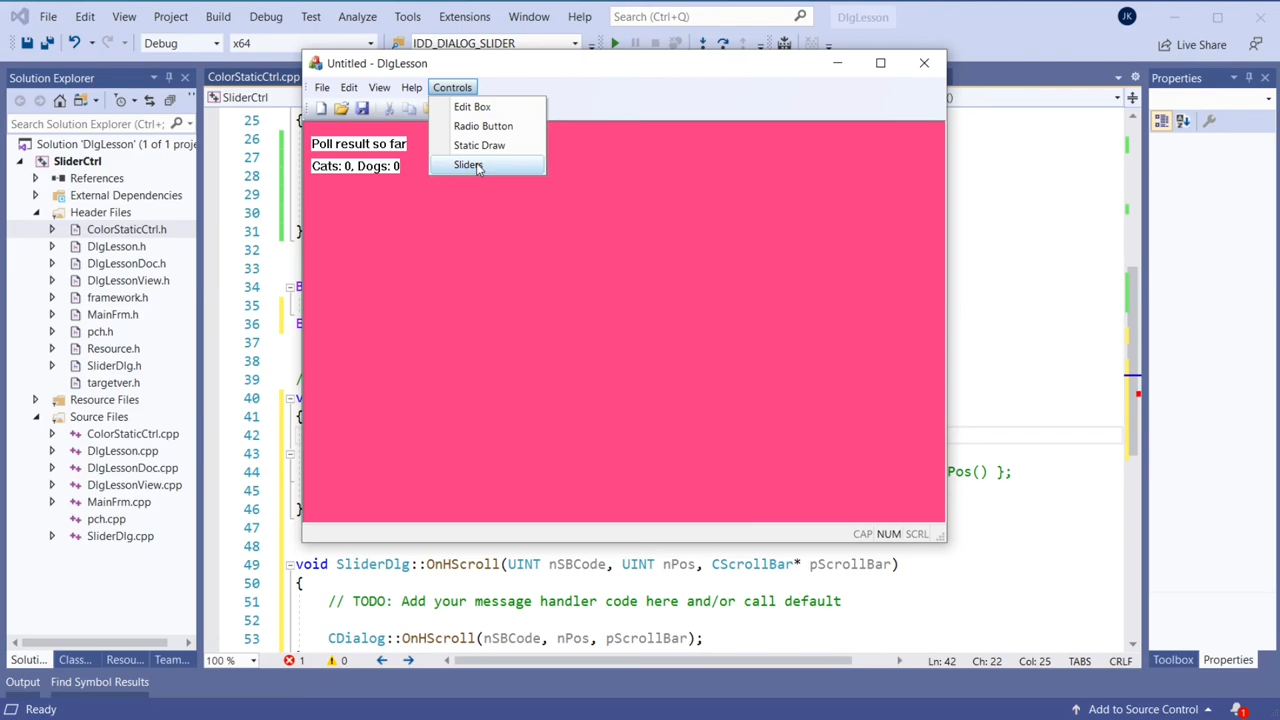 File Edit View Project Build Debug Test Analyze Tools Extensions Window Help Search (Ctrl+Q) DlgLesson JK
Debug x64 IDD_DIALOG_SLIDER Live Share
Solution Explorer
Search Solution Explorer (Ctrl+;
Solution 'DlgLesson' (1 of 1 proje
SliderCtrl
References
External Dependencies
Header Files
ColorStaticCtrl.h
DlgLesson.h
DlgLessonDoc.h
DlgLessonView.h
framework.h
MainFrm.h
pch.h
Resource.h
SliderDlg.h
targetver.h
Resource Files
Source Files
ColorStaticCtrl.cpp
DlgLesson.cpp
DlgLessonDoc.cpp
DlgLessonView.cpp
MainFrm.cpp
pch.cpp
SliderDlg.cpp
Soluti... Class... Resou... Team...
ColorStaticCtrl.cpp
SliderCtrl
Untitled - DlgLesson
File Edit View Help Controls
Edit Box
Radio Button
Static Draw
Sliders
Poll result so far
Cats: 0, Dogs: 0
CAP NUM SCRL
25 {
26
27
28
29
30
31 }
32
33
34 B
35
36 E
37
38
39 /
40 v
41 {
42
43
44 Pos() };
45
46 }
47
48
49 void SliderDlg::OnHScroll(UINT nSBCode, UINT nPos, CScrollBar* pScrollBar)
50 {
51 // TODO: Add your message handler code here and/or call default
52
53 CDialog::OnHScroll(nSBCode, nPos, pScrollBar);
100 % 1 0 Ln: 42 Ch: 22 Col: 25 TABS CRLF
Properties
Toolbox Properties
Output Find Symbol Results
Ready Add to Source Control 1